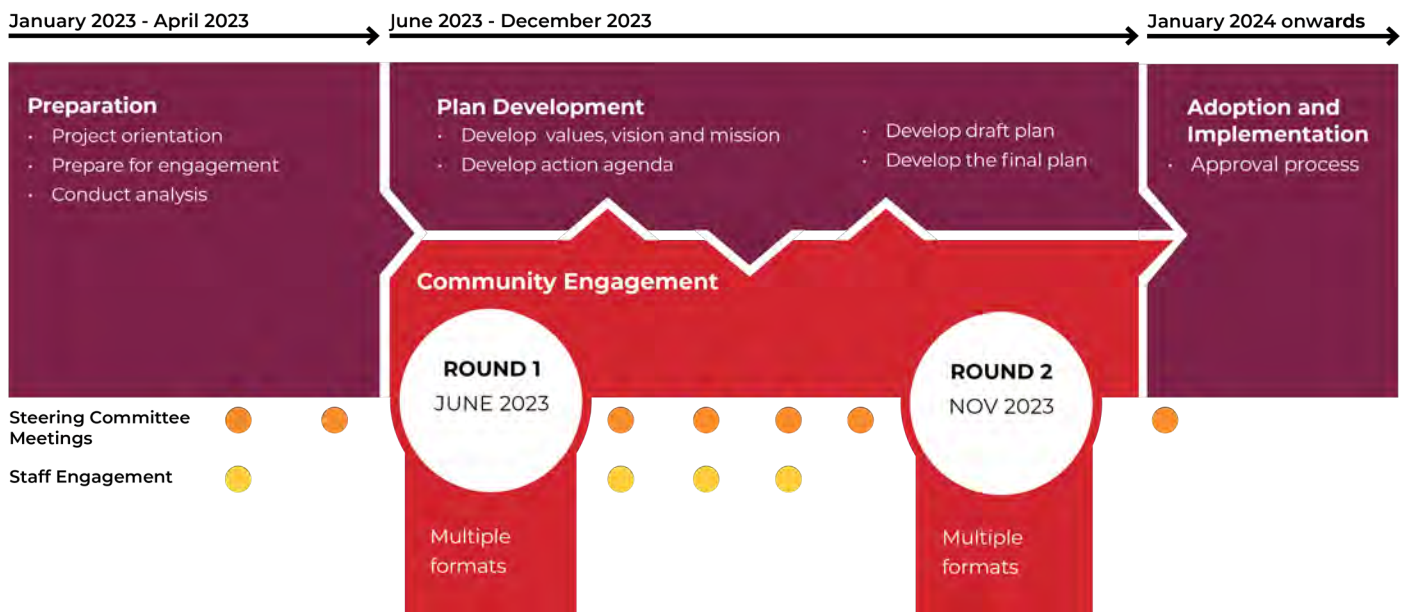 January 2023 - April 2023
June 2023 - December 2023
January 2024 onwards
Preparation
· Project orientation
· Prepare for engagement
· Conduct analysis
Plan Development
· Develop values, vision and mission
· Develop action agenda
· Develop draft plan
· Develop the final plan
Adoption and
Implementation
· Approval process
Community Engagement
ROUND 1
JUNE 2023
ROUND 2
NOV 2023
Steering Committee
Meetings
Staff Engagement
Multiple
formats
Multiple
formats